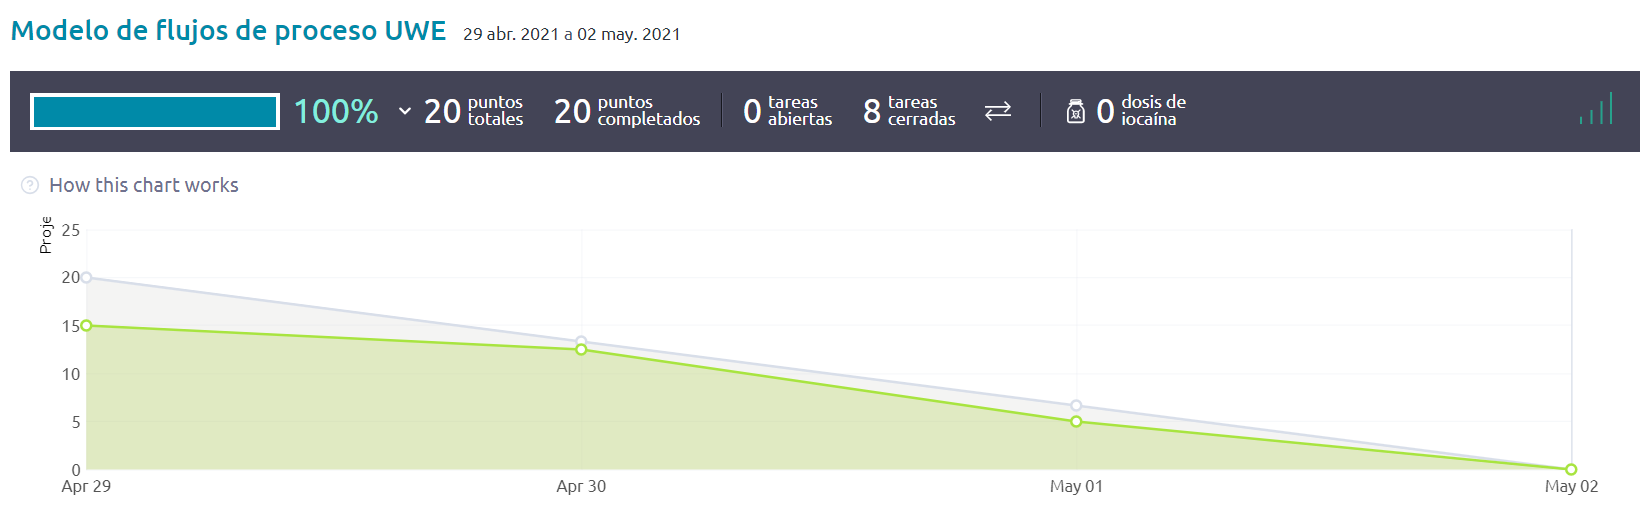 Modelo de flujos de proceso UWE 29 abr. 2021 a 02 may. 2021
100% 20 puntos totales 20 puntos completados 0 tareas abiertas 8 tareas cerradas 0 dosis de iocaína
? How this chart works
Proje
25
20
15
10
5
0
Apr 29 Apr 30 May 01 May 02